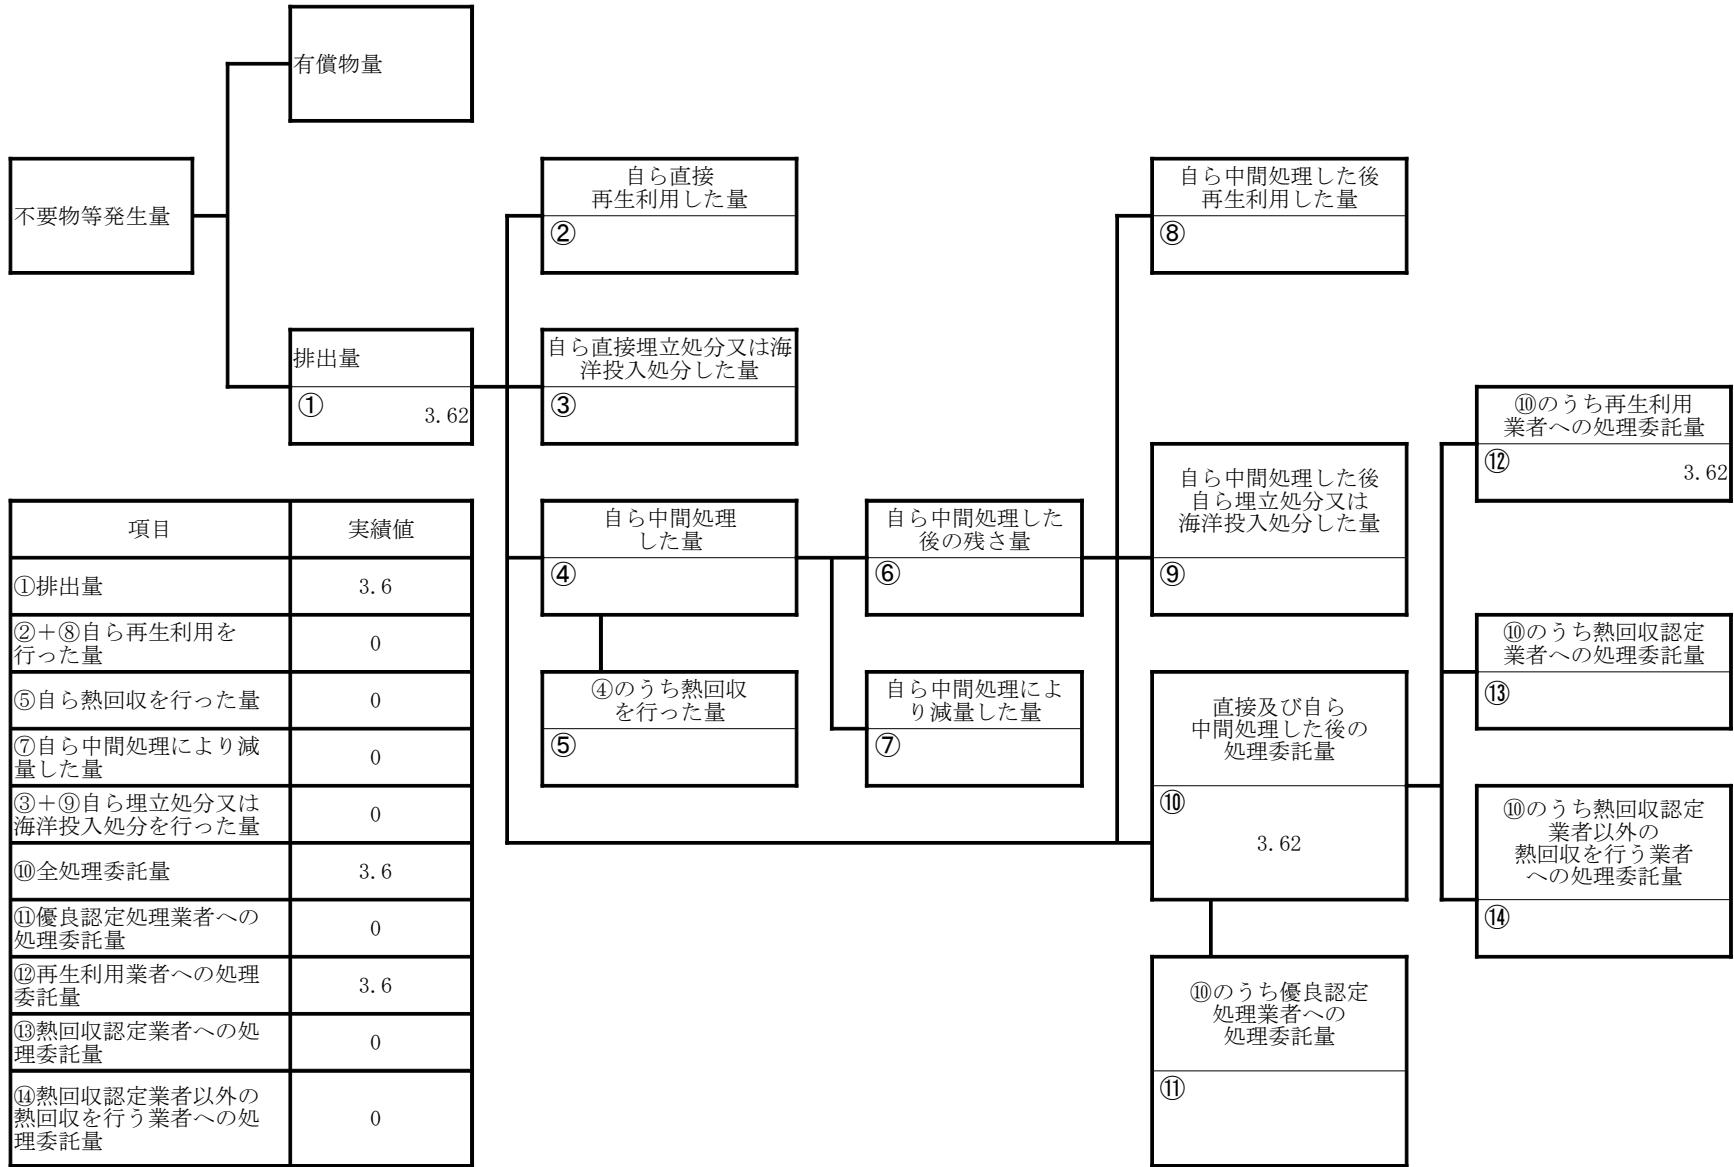 有償物量
不要物等発生量
自ら直接
再生利用した量
②
自ら中間処理した後
再生利用した量
⑧
排出量
①
3.62
自ら直接埋立処分又は海
洋投入処分した量
③
⑩のうち再生利用
業者への処理委託量
⑫
3.62
自ら中間処理
した量
④
自ら中間処理した
後の残さ量
⑥
自ら中間処理した後
自ら埋立処分又は
海洋投入処分した量
⑨
⑩のうち熱回収認定
業者への処理委託量
⑬
④のうち熱回収
を行った量
⑤
自ら中間処理によ
り減量した量
⑦
直接及び自ら
中間処理した後の
処理委託量
⑩
3.62
⑩のうち熱回収認定
業者以外の
熱回収を行う業者
への処理委託量
⑭
⑩のうち優良認定
処理業者への
処理委託量
⑪
項目 実績値
①排出量 3.6
②＋⑧自ら再生利用を
行った量 0
⑤自ら熱回収を行った量 0
⑦自ら中間処理により減
量した量 0
③＋⑨自ら埋立処分又は
海洋投入処分を行った量 0
⑩全処理委託量 3.6
⑪優良認定処理業者への
処理委託量 0
⑫再生利用業者への処理
委託量 3.6
⑬熱回収認定業者への処
理委託量 0
⑭熱回収認定業者以外の
熱回収を行う業者への処
理委託量 0